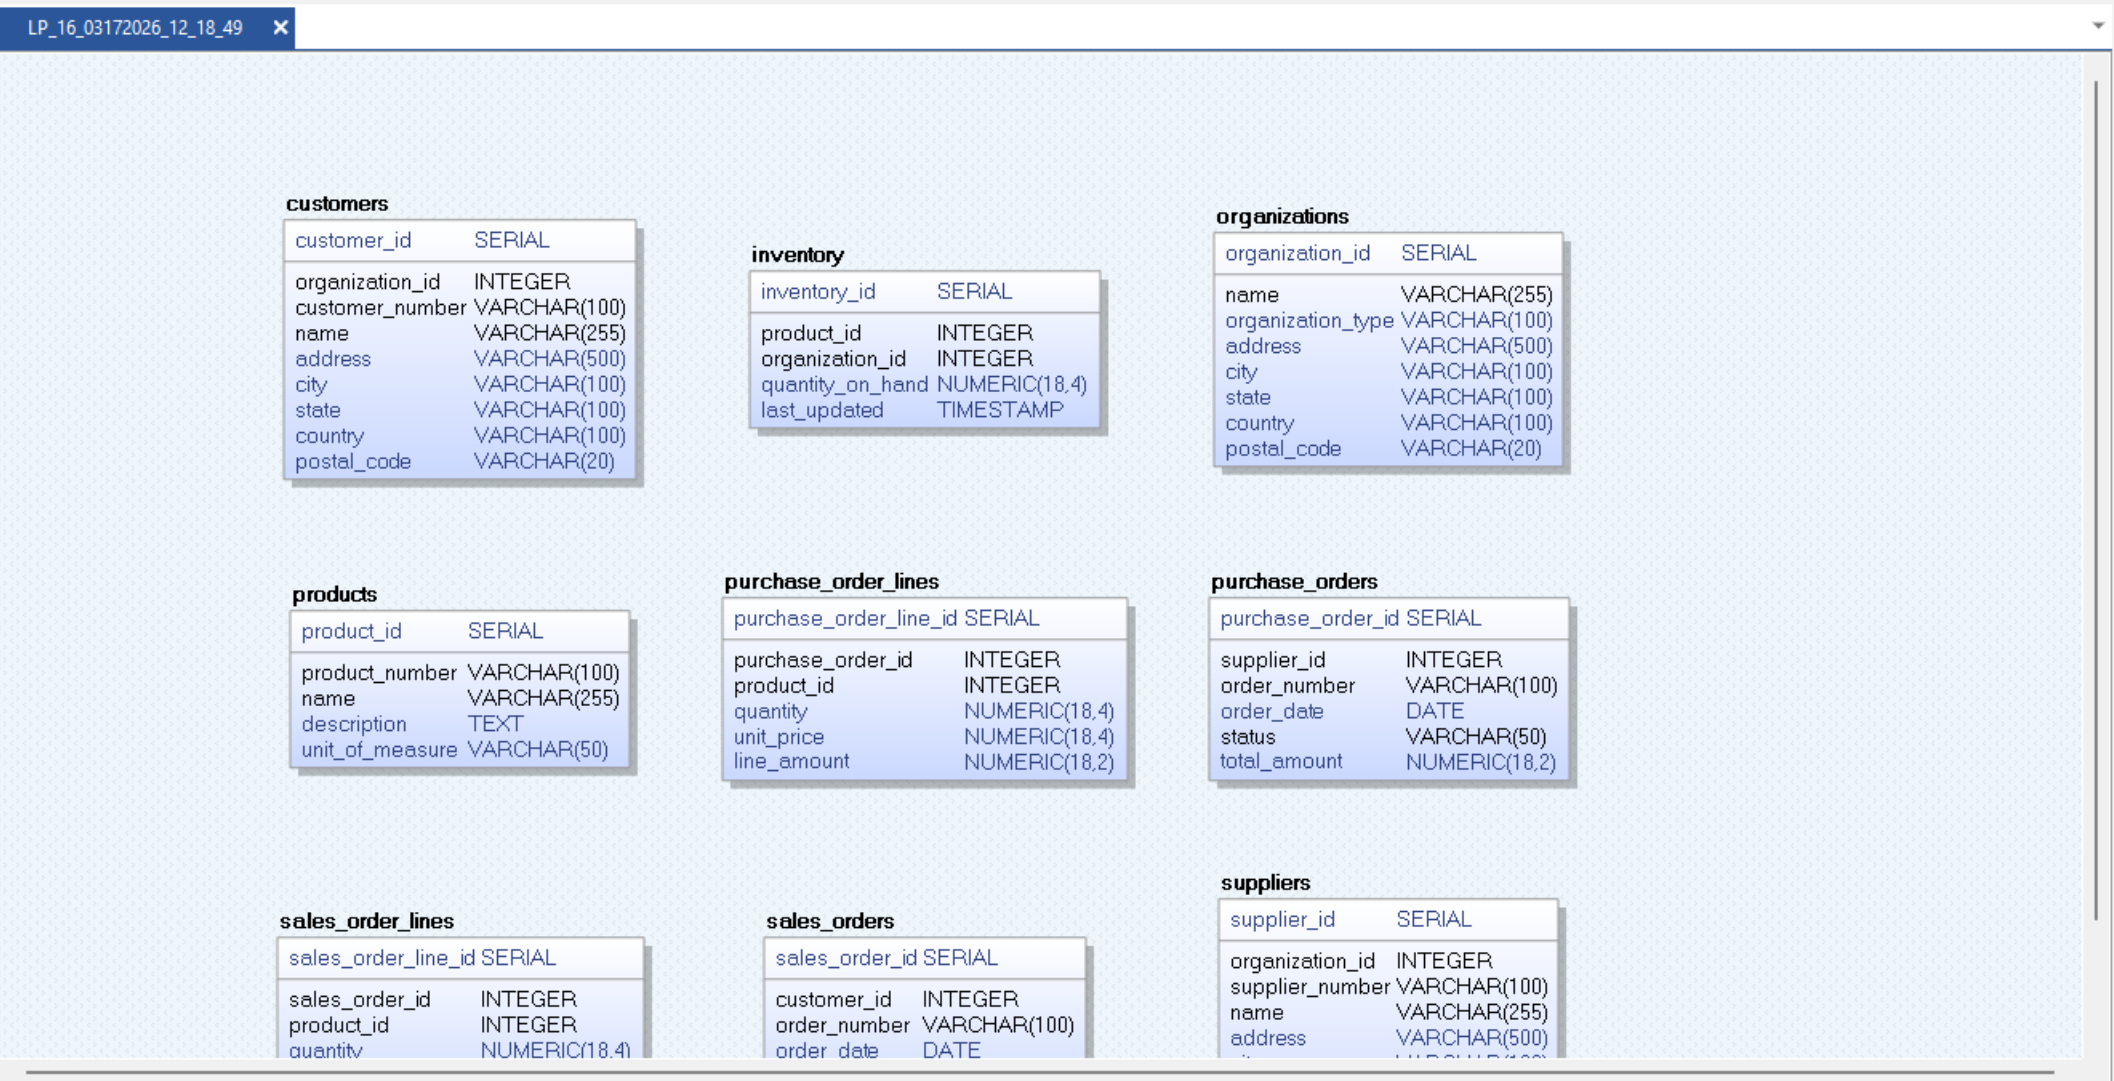 LP_16_03172026_12_18_49
customers
customer_id SERIAL
organization_id INTEGER
customer_number VARCHAR(100)
name VARCHAR(255)
address VARCHAR(500)
city VARCHAR(100)
state VARCHAR(100)
country VARCHAR(100)
postal_code VARCHAR(20)
inventory
inventory_id SERIAL
product_id INTEGER
organization_id INTEGER
quantity_on_hand NUMERIC(18,4)
last_updated TIMESTAMP
organizations
organization_id SERIAL
name VARCHAR(255)
organization_type VARCHAR(100)
address VARCHAR(500)
city VARCHAR(100)
state VARCHAR(100)
country VARCHAR(100)
postal_code VARCHAR(20)
products
product_id SERIAL
product_number VARCHAR(100)
name VARCHAR(255)
description TEXT
unit_of_measure VARCHAR(50)
purchase_order_lines
purchase_order_line_id SERIAL
purchase_order_id INTEGER
product_id INTEGER
quantity NUMERIC(18,4)
unit_price NUMERIC(18,4)
line_amount NUMERIC(18,2)
purchase_orders
purchase_order_id SERIAL
supplier_id INTEGER
order_number VARCHAR(100)
order_date DATE
status VARCHAR(50)
total_amount NUMERIC(18,2)
sales_order_lines
sales_order_line_id SERIAL
sales_order_id INTEGER
product_id INTEGER
quantity NUMERIC(18,4)
sales_orders
sales_order_id SERIAL
customer_id INTEGER
order_number VARCHAR(100)
order_date DATE
suppliers
supplier_id SERIAL
organization_id INTEGER
supplier_number VARCHAR(100)
name VARCHAR(255)
address VARCHAR(500)